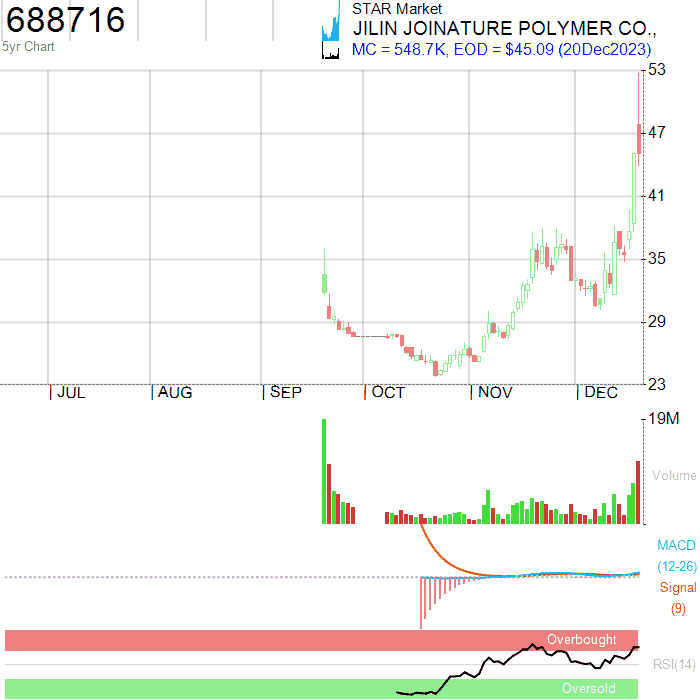 688716
5yr Chart
STAR Market
JILIN JOINATURE POLYMER CO.,
MC = 548.7K, EOD = $45.09 (20Dec2023)
53
47
41
35
29
23
JUL AUG SEP OCT NOV DEC
19M
Volume
MACD
(12-26)
Signal
(9)
Overbought
RSI(14)
Oversold